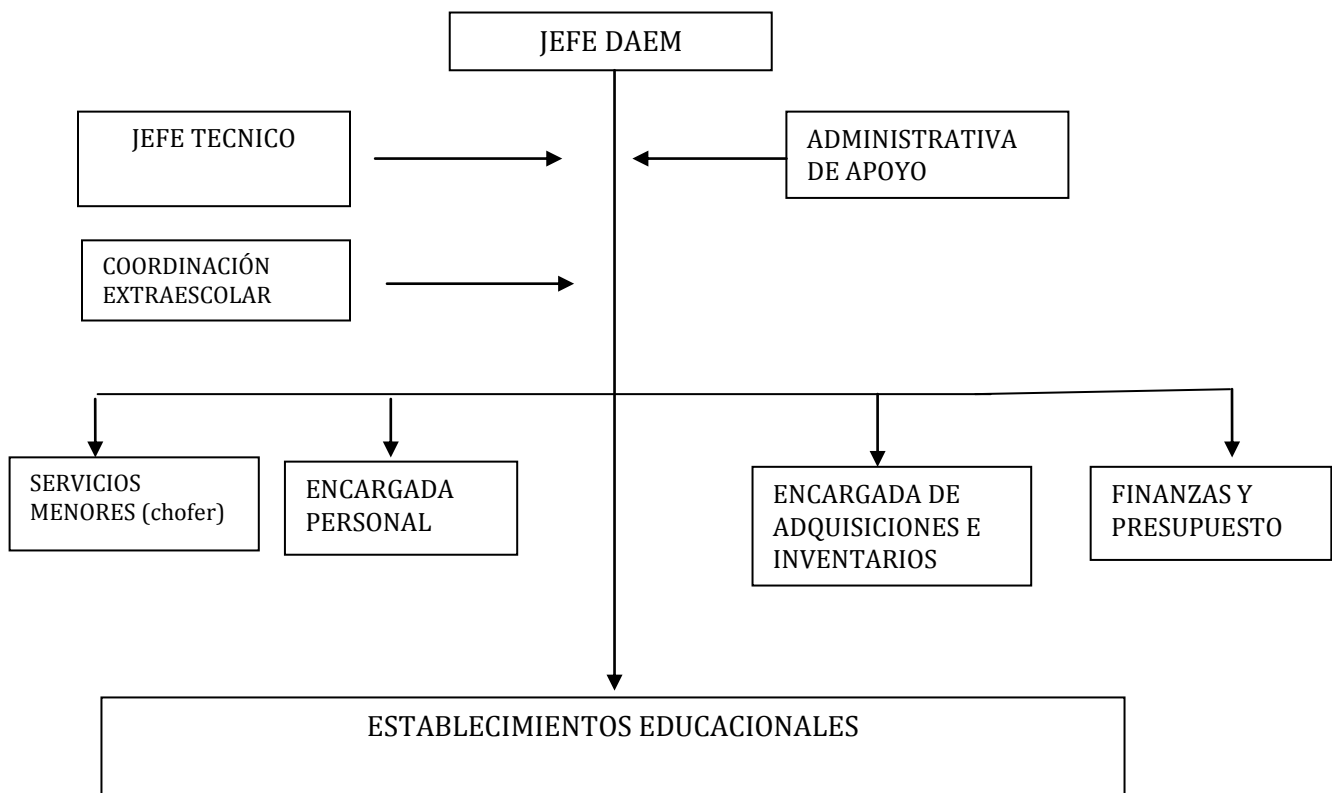 JEFE DAEM
JEFE TECNICO
ADMINISTRATIVA
DE APOYO
COORDINACIÓN
EXTRAESCOLAR
SERVICIOS
MENORES (chofer)
ENCARGADA
PERSONAL
ENCARGADA DE
ADQUISICIONES E
INVENTARIOS
FINANZAS Y
PRESUPUESTO
ESTABLECIMIENTOS EDUCACIONALES